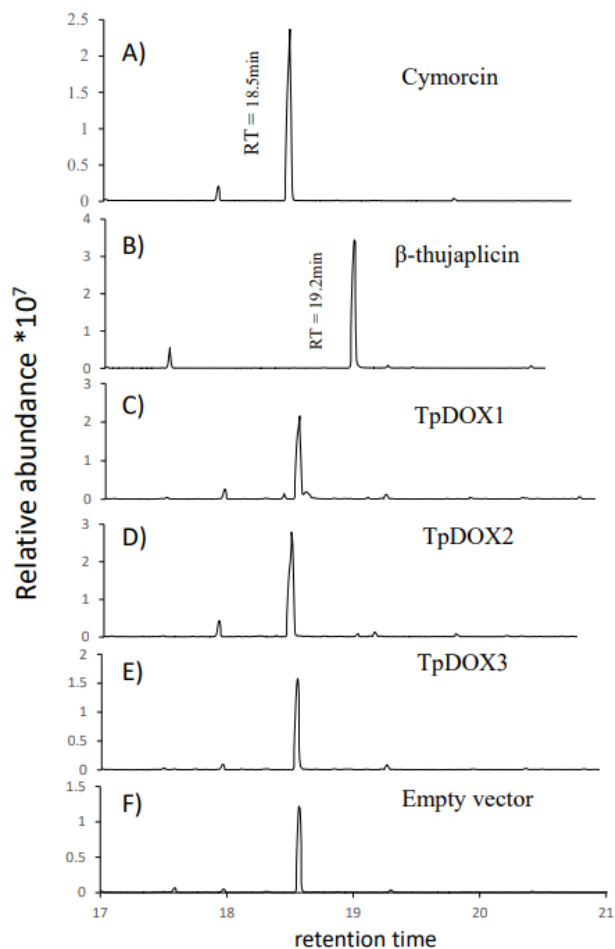 Relative abundance *10⁷
A)
Cymorcin
RT = 18.5min
2.5
2
1.5
1
0.5
0
B)
β-thujaplicin
RT = 19.2min
4
3
2
1
0
C)
TpDOX1
3
2
1
0
D)
TpDOX2
3
2
1
0
E)
TpDOX3
2
1.5
1
0.5
0
F)
Empty vector
1.5
1
0.5
0
17 18 19 20 21
retention time